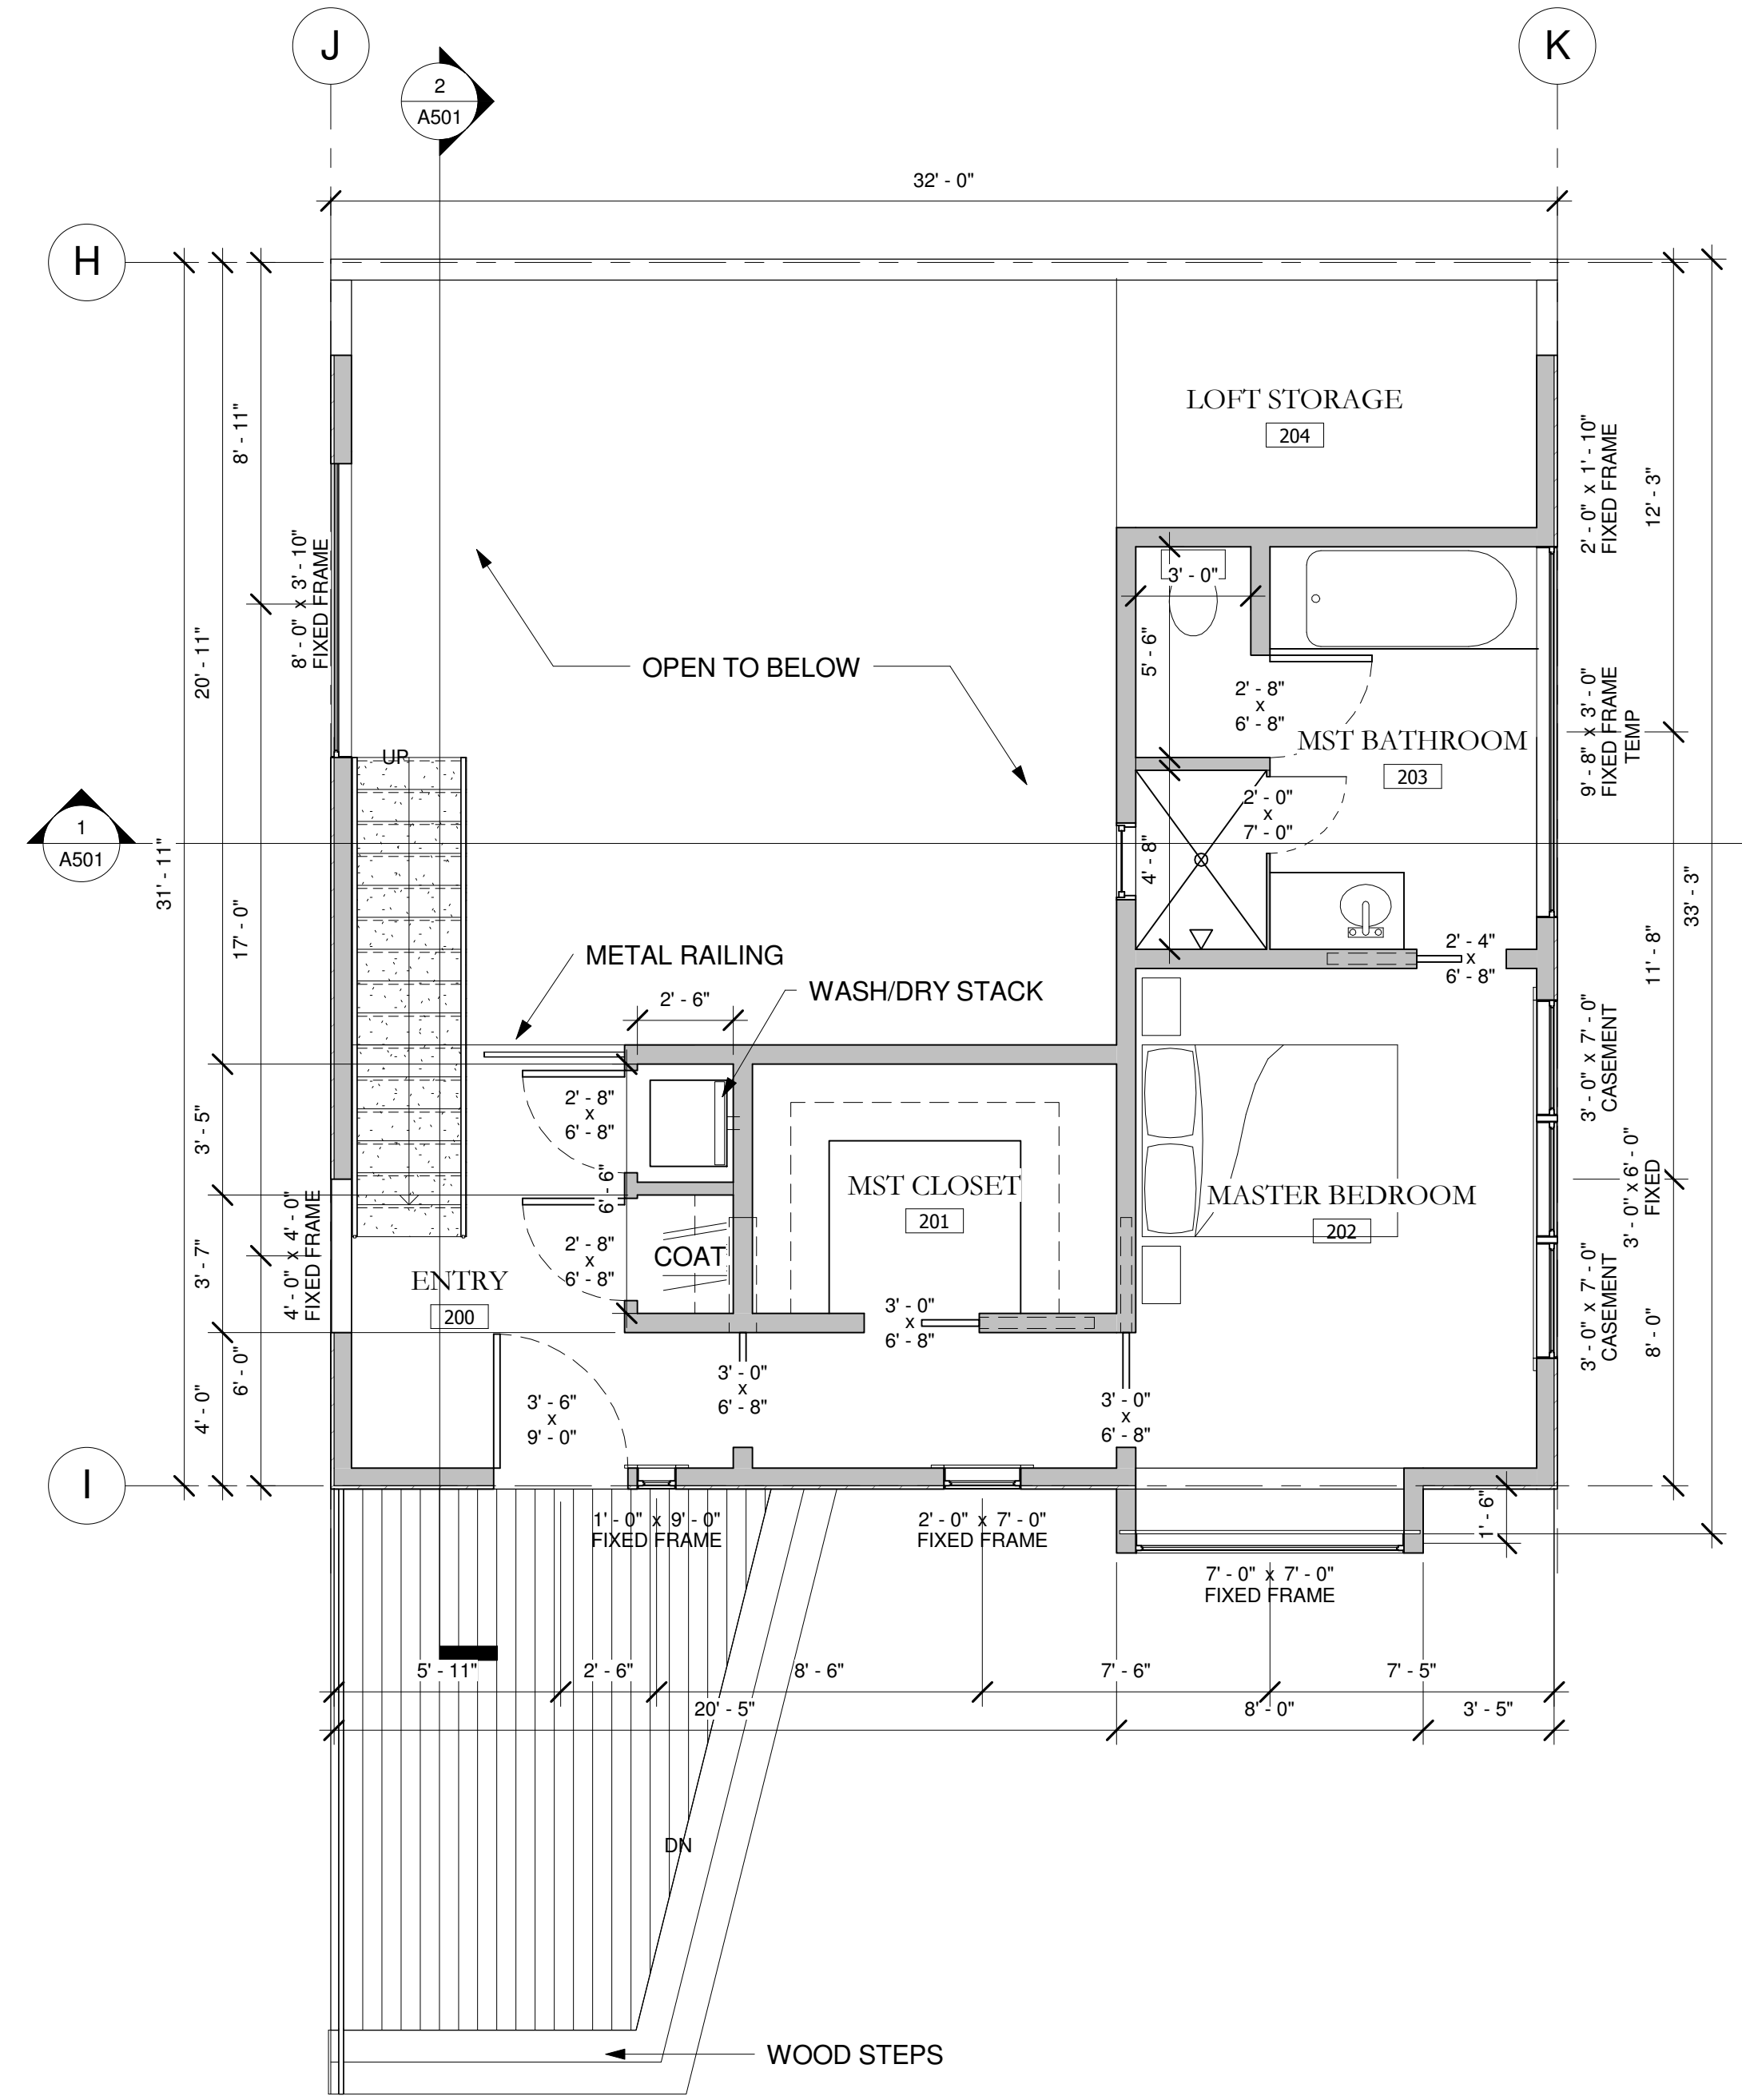 J
K
2
A501
32' - 0"
H
LOFT STORAGE
204
8' - 11"
2' - 0" x 1' - 10"
FIXED FRAME
12' - 3"
8' - 0" x 3' - 10"
FIXED FRAME
3' - 0"
20' - 11"
OPEN TO BELOW
5' - 6"
2' - 8"
x
6' - 8"
9' - 8" x 3' - 0"
FIXED FRAME
TEMP
MST BATHROOM
203
UP
1
A501
31' - 11"
2' - 0"
x
7' - 0"
4' - 8"
33' - 3"
17' - 0"
METAL RAILING
2' - 4"
x
6' - 8"
11' - 8"
WASH/DRY STACK
2' - 6"
3' - 0" x 7' - 0"
CASEMENT
3' - 5"
2' - 8"
x
6' - 8"
6' - 6"
MST CLOSET
201
MASTER BEDROOM
202
3' - 0" x 6' - 0"
FIXED
4' - 0" x 4' - 0"
FIXED FRAME
3' - 7"
2' - 8"
x
6' - 8"
COAT
ENTRY
200
3' - 0"
x
6' - 8"
3' - 0" x 7' - 0"
CASEMENT
8' - 0"
6' - 0"
4' - 0"
3' - 0"
x
6' - 8"
3' - 0"
x
6' - 8"
3' - 6"
x
9' - 0"
I
1' - 0" x 9' - 0"
FIXED FRAME
2' - 0" x 7' - 0"
FIXED FRAME
1' - 6"
7' - 0" x 7' - 0"
FIXED FRAME
5' - 11"
2' - 6"
8' - 6"
7' - 6"
7' - 5"
20' - 5"
8' - 0"
3' - 5"
DN
WOOD STEPS